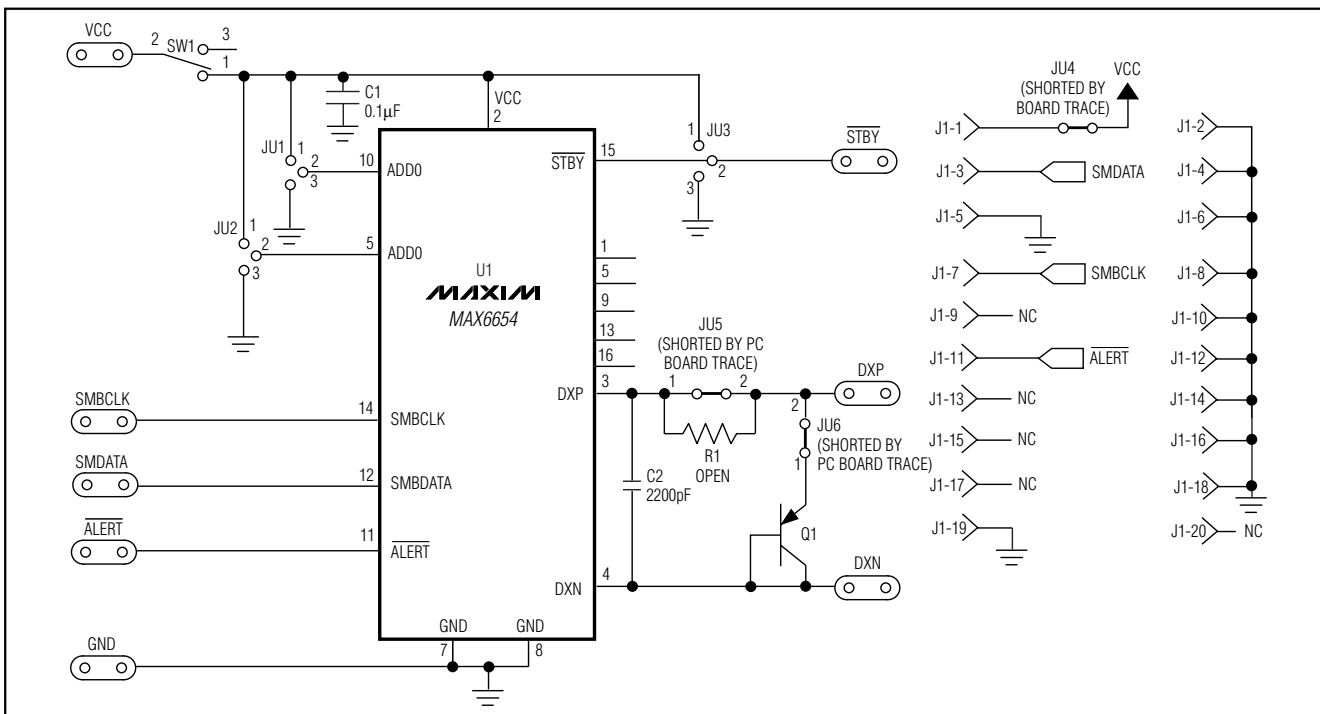 VCC
2
SW1
3
1
C1
0.1µF
VCC
2
JU1
1
2
3
10
ADD0
JU2
1
2
3
5
ADD0
U1
MAXIM
MAX6654
STBY
15
1
JU3
2
3
STBY
1
5
9
13
16
3
DXP
JU5
(SHORTED BY PC
BOARD TRACE)
1
2
R1
OPEN
C2
2200pF
DXP
2
JU6
(SHORTED BY
PC BOARD TRACE)
1
Q1
4
DXN
DXN
SMBCLK
14
SMBCLK
SMDATA
12
SMBDATA
ALERT
11
ALERT
GND
GND
7
GND
8
JU4
(SHORTED BY
BOARD TRACE)
VCC
J1-1
J1-3
SMDATA
J1-5
J1-7
SMBCLK
J1-9
NC
J1-11
ALERT
J1-13
NC
J1-15
NC
J1-17
NC
J1-19
J1-2
J1-4
J1-6
J1-8
J1-10
J1-12
J1-14
J1-16
J1-18
J1-20
NC